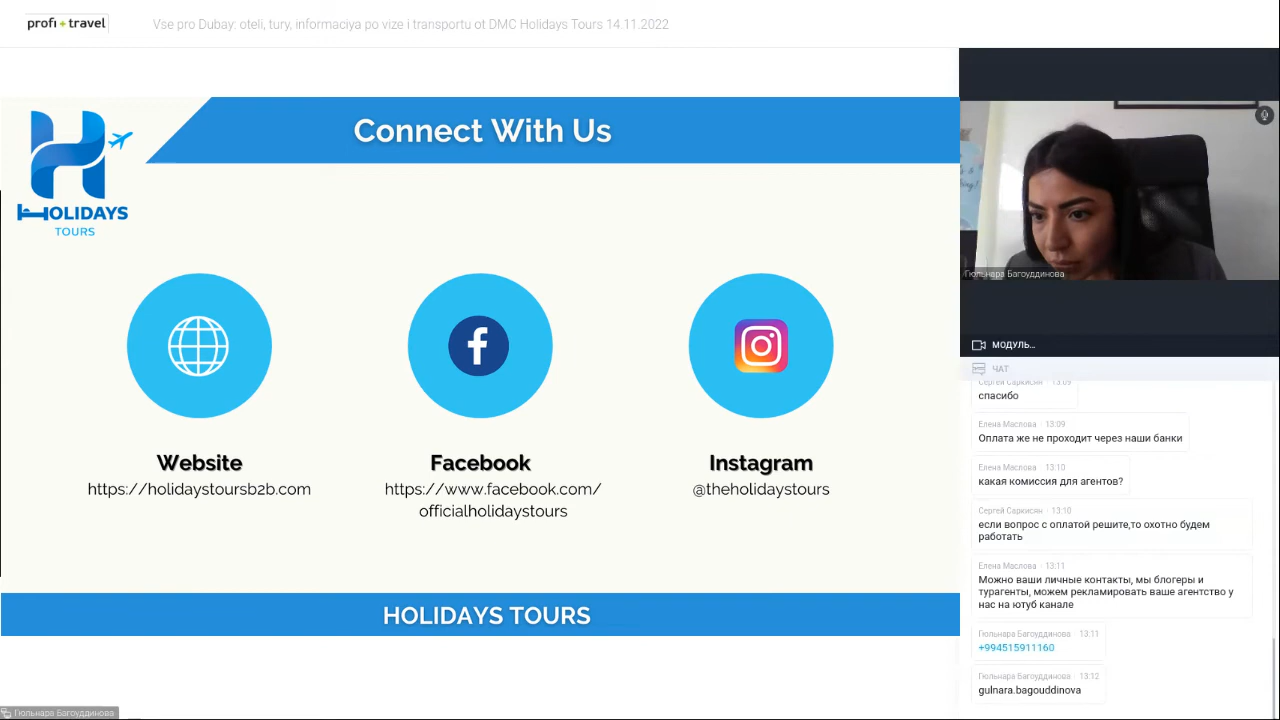 profi travel
Vse pro Dubay: oteli, tury, informaciya po vize i transportu ot DMC Holidays Tours 14.11.2022
Connect With Us
HOLIDAYS
TOURS
Website
https://holidaystoursb2b.com
Facebook
https://www.facebook.com/
officialholidaystours
Instagram
@theholidaystours
HOLIDAYS TOURS
Гюльнара Багоуддинова
Гюльнара Багоуддинова
МОДУЛЬ...
ЧАТ
Сергей Саркисян · 13:09
спасибо
Елена Маслова · 13:09
Оплата же не проходит через наши банки
Елена Маслова · 13:10
какая комиссия для агентов?
Сергей Саркисян · 13:10
если вопрос с оплатой решите,то охотно будем
работать
Елена Маслова · 13:11
Можно ваши личные контакты, мы блогеры и
турагенты, можем рекламировать ваше агентство у
нас на ютуб канале
Гюльнара Багоуддинова · 13:11
+994515911160
Гюльнара Багоуддинова · 13:12
gulnara.bagouddinova